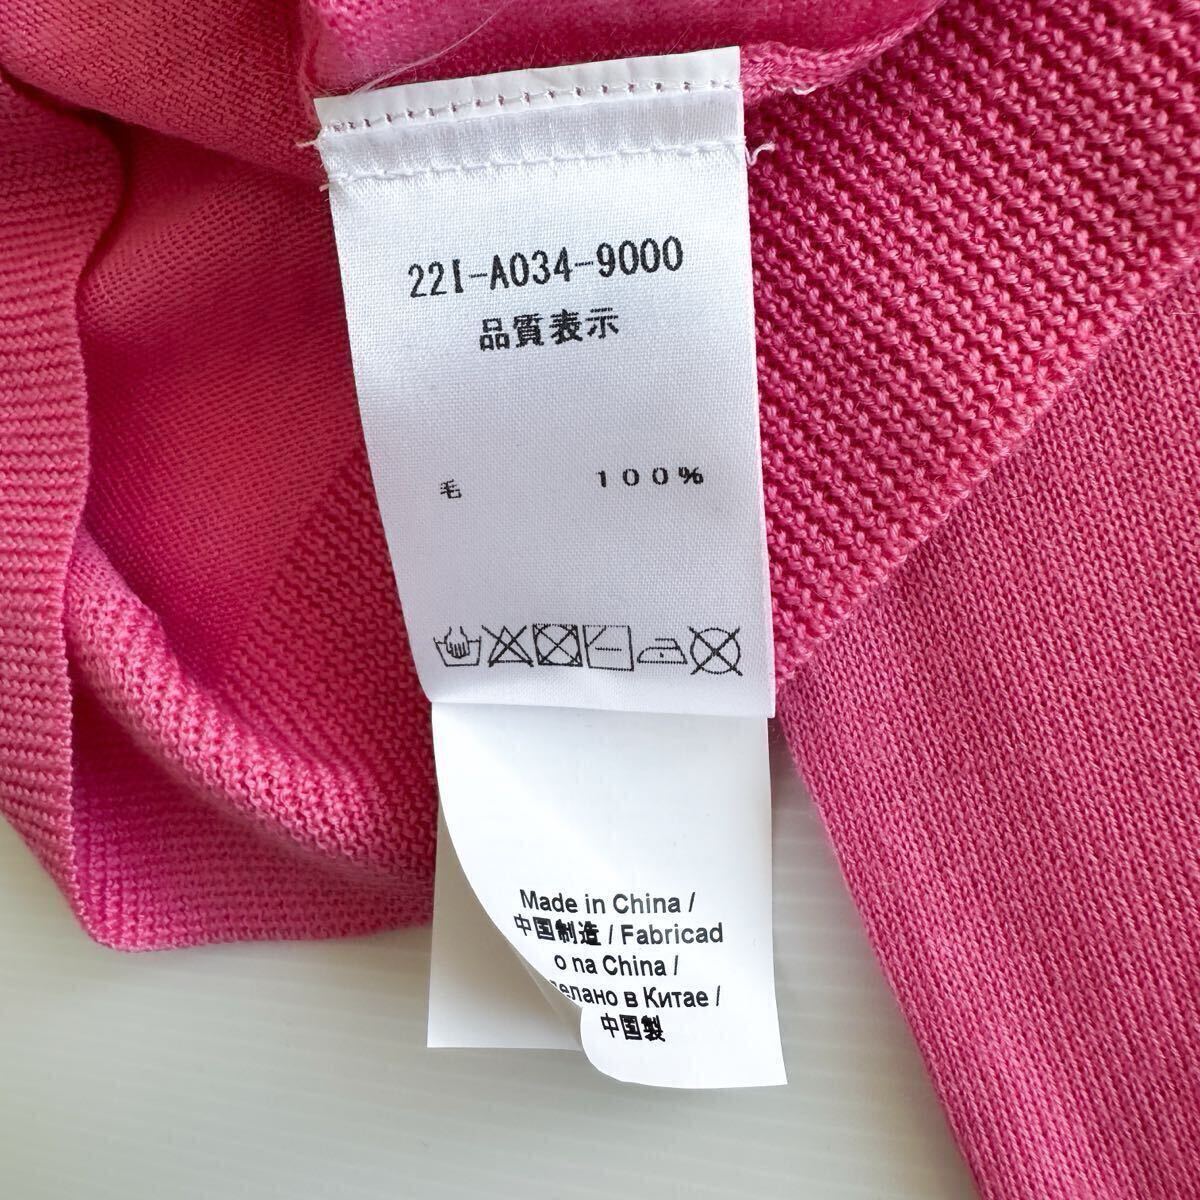 22I-A034-9000
品質表示
毛 100%
Made in China /
中国制造 / Fabricad
o na China /
елано в Китае /
中国製